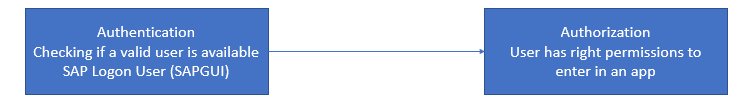 Authentication
Checking if a valid user is available
SAP Logon User (SAPGUI)
Authorization
User has right permissions to
enter in an app